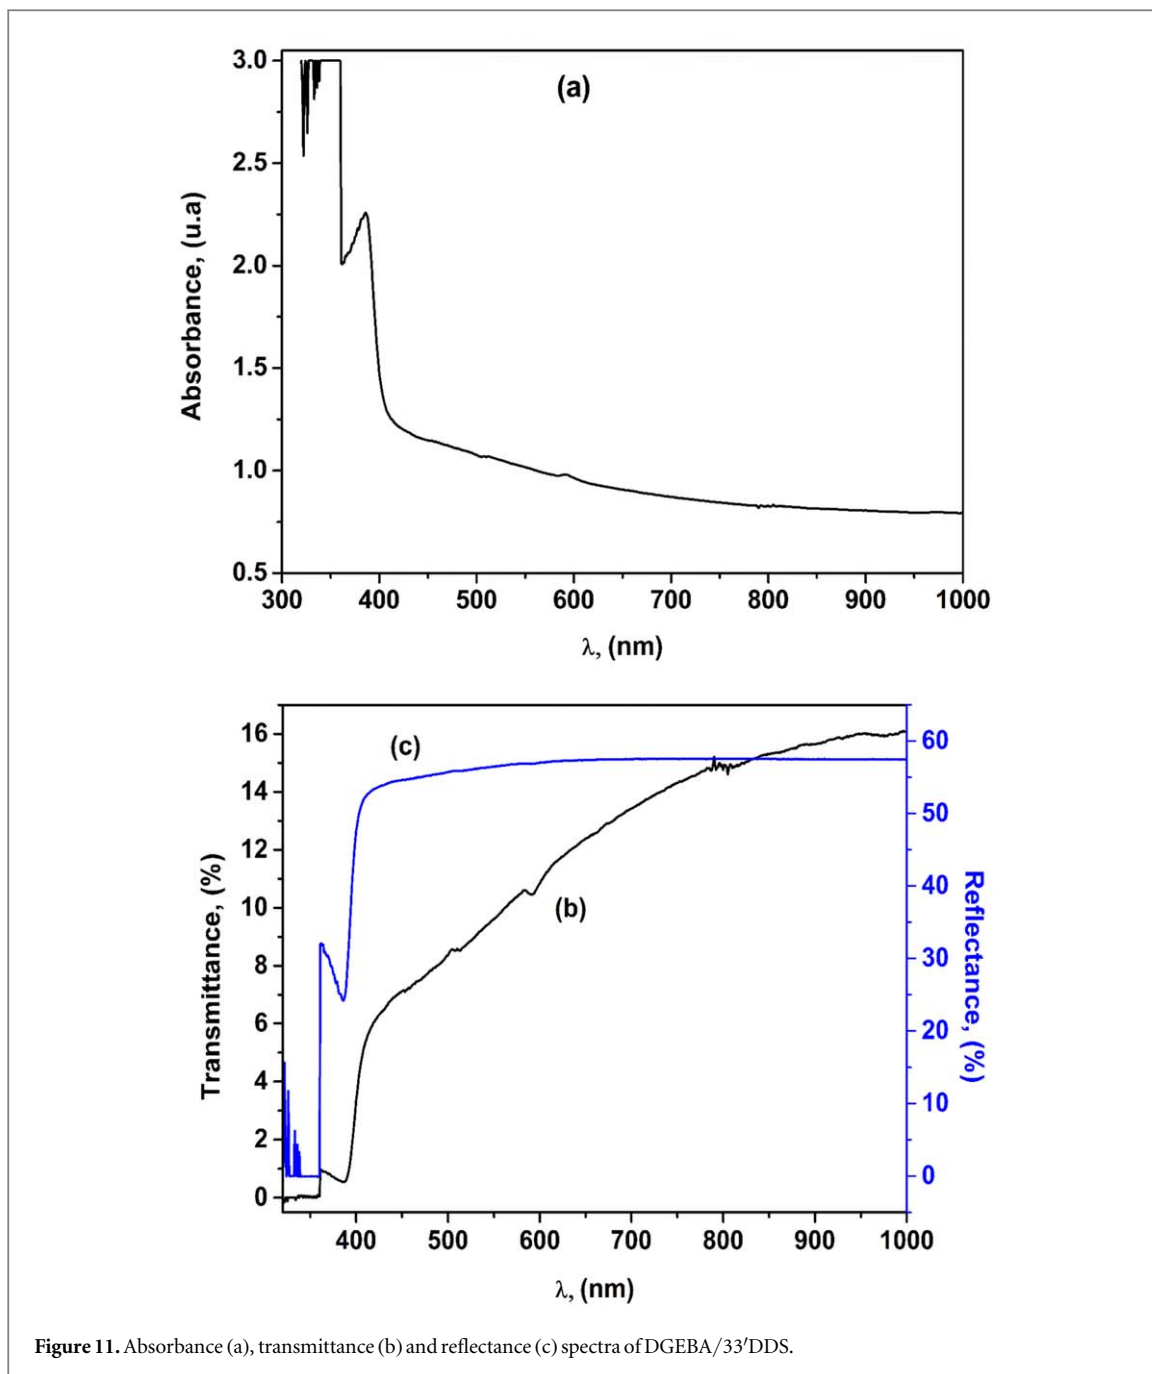 (a)
3.0
2.5
2.0
1.5
1.0
0.5
Absorbance, (u.a)
300 400 500 600 700 800 900 1000
λ, (nm)
(c)
(b)
16
14
12
10
8
6
4
2
0
Transmittance, (%)
60
50
40
30
20
10
0
Reflectance, (%)
400 500 600 700 800 900 1000
λ, (nm)
Figure 11. Absorbance (a), transmittance (b) and reflectance (c) spectra of DGEBA/33′DDS.